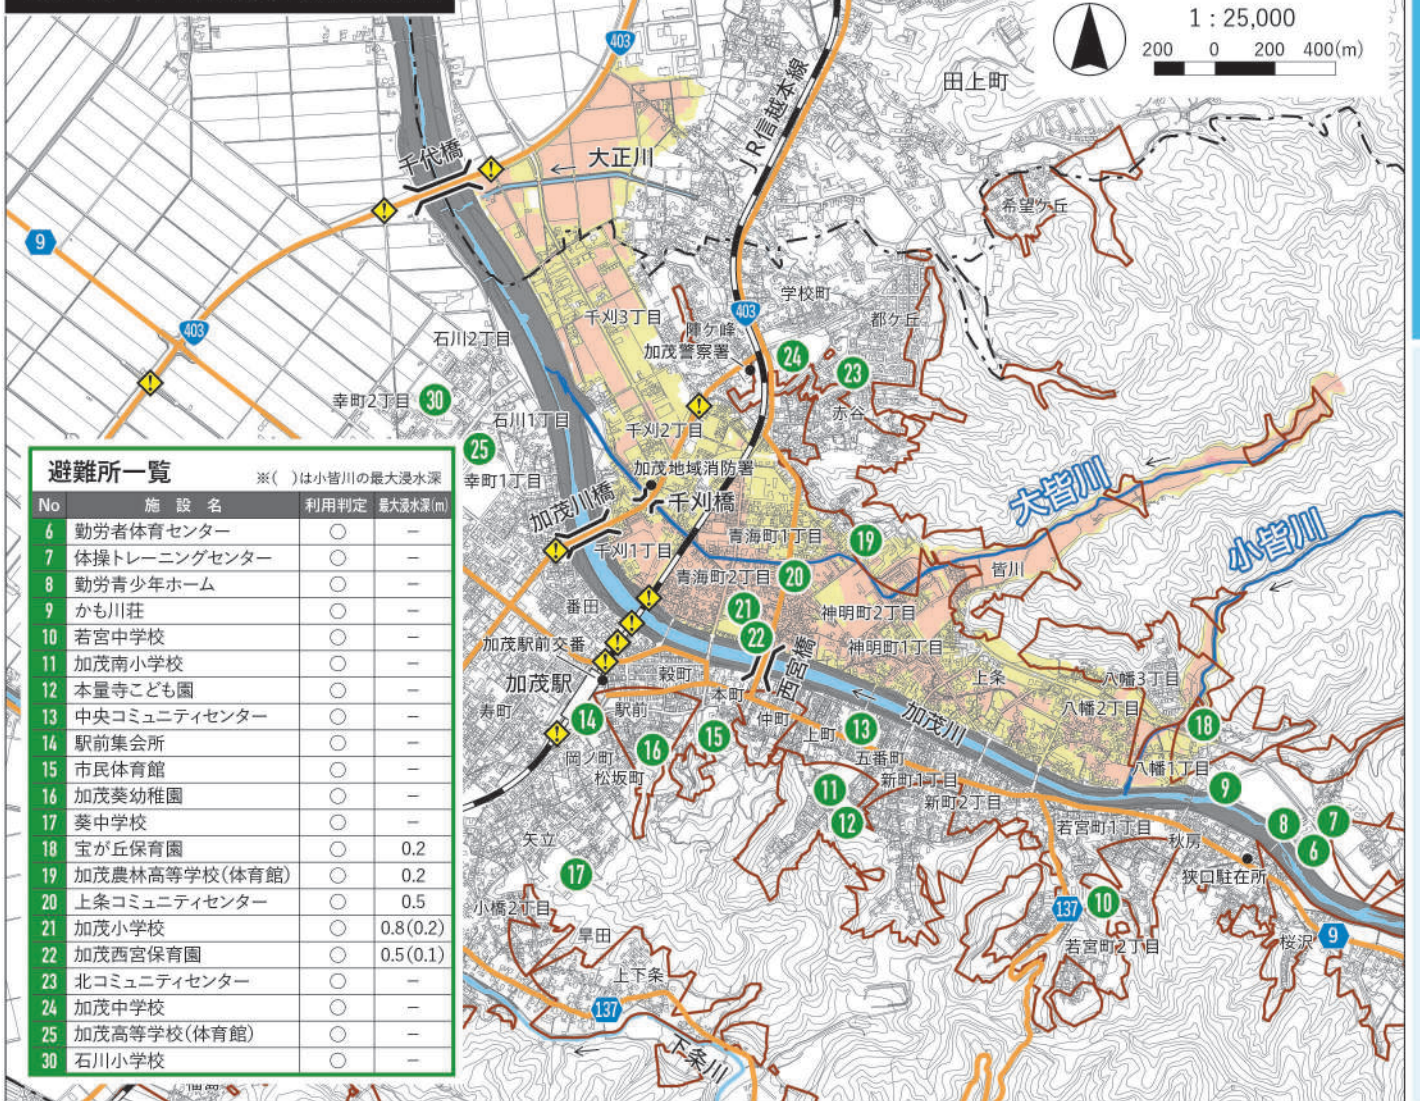 1：25,000
200 0 200 400(m)
403
田上町
JR信越本線
千代橋
大正川
希望ケ丘
9
403
学校町
403
都ケ丘
千刈3丁目
陣ケ峰
石川2丁目
加茂警察署
24
23
幸町2丁目
30
赤谷
石川1丁目
千刈2丁目
25
加茂地域消防署
幸町1丁目
大皆川
加茂川橋
千刈橋
小皆川
青海町1丁目
19
千刈1丁目
皆川
青海町2丁目
20
番田
21
神明町2丁目
22
加茂駅前交番
神明町1丁目
西宮橋
加茂駅
穀町
上条
八幡3丁目
本町
寿町
駅前
仲町
八幡2丁目
14
加茂川
18
15
上町
13
16
岡ノ町
五番町
八幡1丁目
松坂町
新町1丁目
11
9
新町2丁目
12
若宮町1丁目
8
7
矢立
秋房
6
17
狭口駐在所
137
10
小橋2丁目
旱田
若宮町2丁目
桜沢
9
上下条
137
下条川
避難所一覧
※( )は小皆川の最大浸水深
No 施設名 利用判定 最大浸水深(m)
6 勤労者体育センター ○ －
7 体操トレーニングセンター ○ －
8 勤労青少年ホーム ○ －
9 かも川荘 ○ －
10 若宮中学校 ○ －
11 加茂南小学校 ○ －
12 本量寺こども園 ○ －
13 中央コミュニティセンター ○ －
14 駅前集会所 ○ －
15 市民体育館 ○ －
16 加茂葵幼稚園 ○ －
17 葵中学校 ○ －
18 宝が丘保育園 ○ 0.2
19 加茂農林高等学校(体育館) ○ 0.2
20 上条コミュニティセンター ○ 0.5
21 加茂小学校 ○ 0.8(0.2)
22 加茂西宮保育園 ○ 0.5(0.1)
23 北コミュニティセンター ○ －
24 加茂中学校 ○ －
25 加茂高等学校(体育館) ○ －
30 石川小学校 ○ －